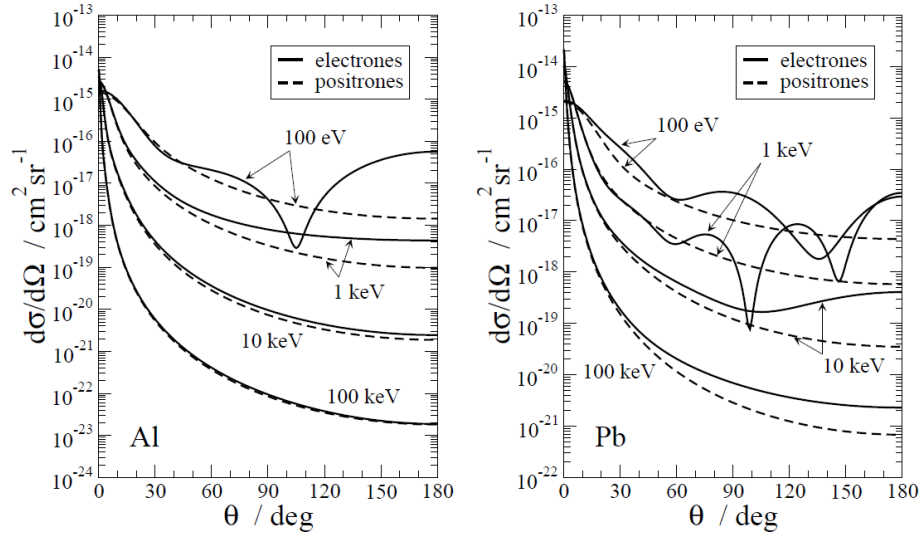 10⁻¹³
10⁻¹⁴
10⁻¹⁵
10⁻¹⁶
10⁻¹⁷
10⁻¹⁸
10⁻¹⁹
10⁻²⁰
10⁻²¹
10⁻²²
10⁻²³
10⁻²⁴
dσ/dΩ / cm² sr⁻¹
electrones
positrones
100 eV
1 keV
10 keV
100 keV
Al
0 30 60 90 120 150 180
θ / deg
10⁻¹³
10⁻¹⁴
10⁻¹⁵
10⁻¹⁶
10⁻¹⁷
10⁻¹⁸
10⁻¹⁹
10⁻²⁰
10⁻²¹
10⁻²²
dσ/dΩ / cm² sr⁻¹
electrones
positrones
100 eV
1 keV
10 keV
100 keV
Pb
0 30 60 90 120 150 180
θ / deg